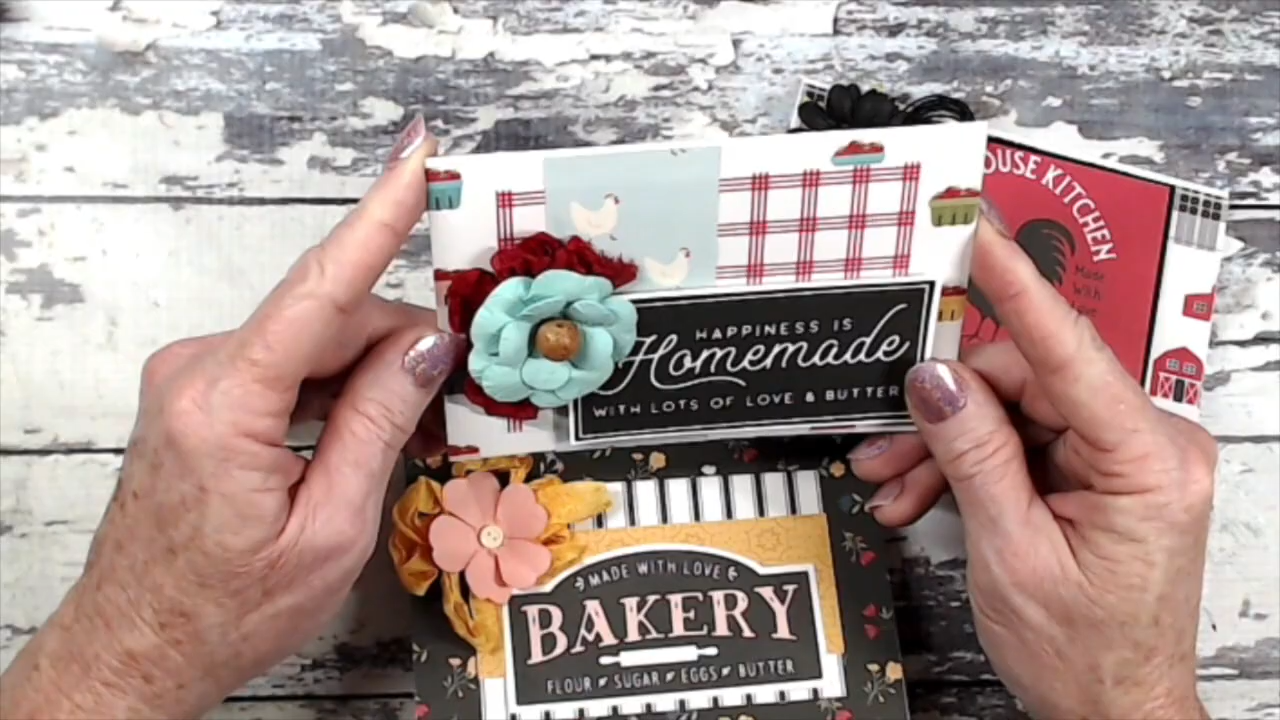 OUSE KITCHEN
Made
With
HAPPINESS IS
Homemade
WITH LOTS OF LOVE & BUTTER
MADE WITH LOVE
BAKERY
FLOUR SUGAR EGGS BUTTER